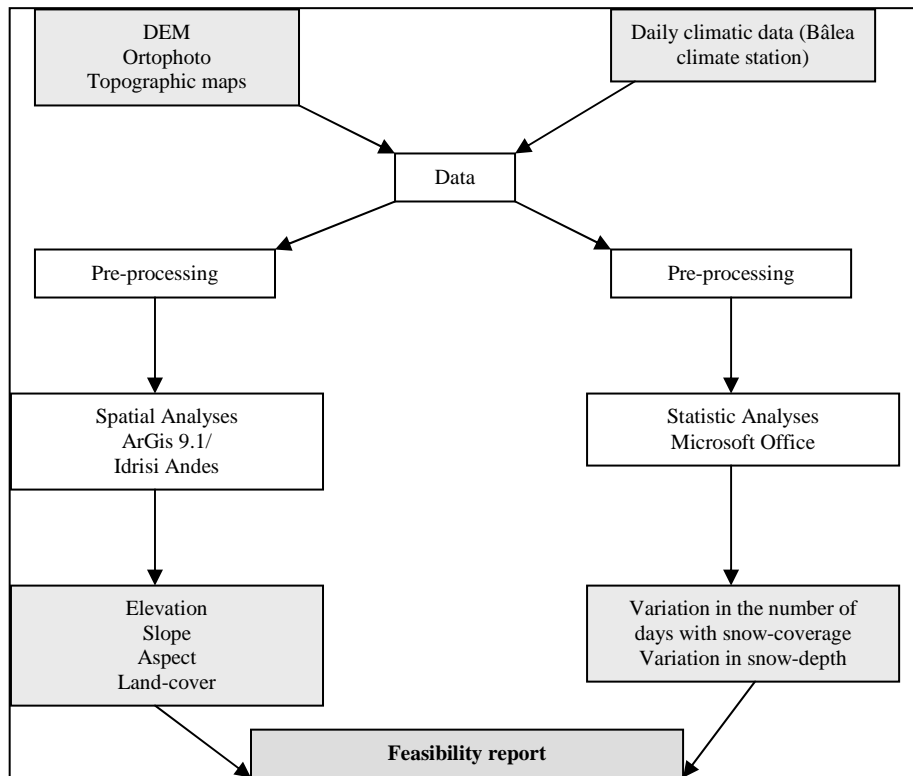 DEM
Ortophoto
Topographic maps
Daily climatic data (Bâlea
climate station)
Data
Pre-processing
Pre-processing
Spatial Analyses
ArGis 9.1/
Idrisi Andes
Statistic Analyses
Microsoft Office
Elevation
Slope
Aspect
Land-cover
Variation in the number of
days with snow-coverage
Variation in snow-depth
Feasibility report